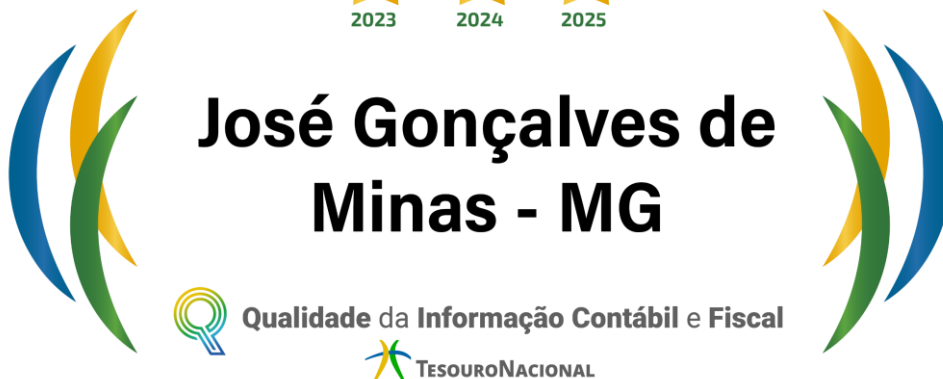 2023 2024 2025
José Gonçalves de
Minas - MG
Qualidade da Informação Contábil e Fiscal
TESOURONACIONAL